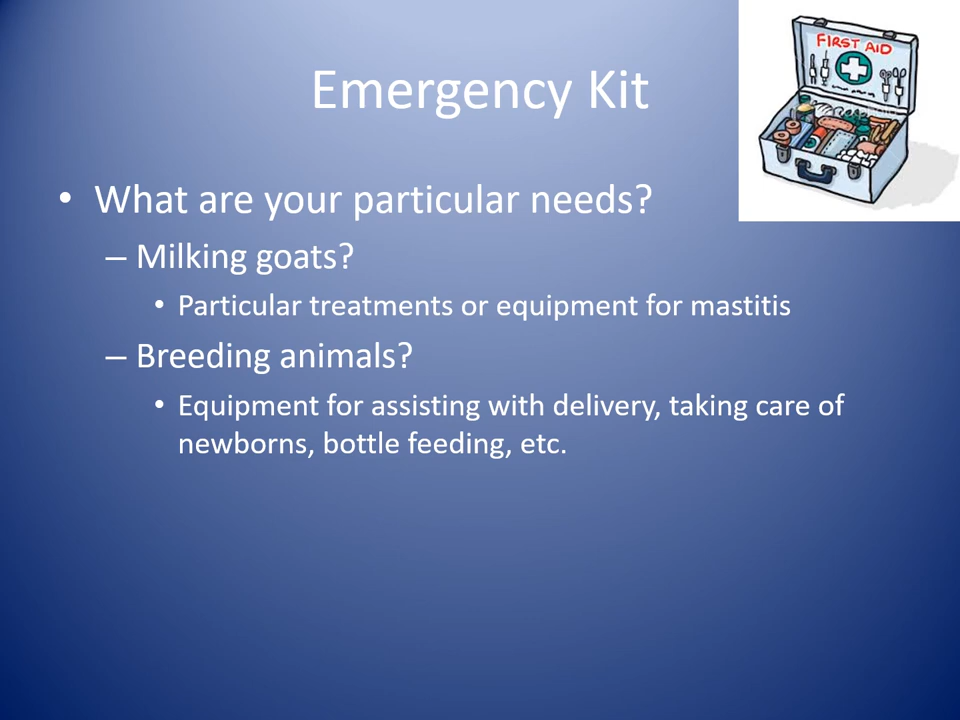 Emergency Kit
FIRST AID
• What are your particular needs?
– Milking goats?
• Particular treatments or equipment for mastitis
– Breeding animals?
• Equipment for assisting with delivery, taking care of
newborns, bottle feeding, etc.